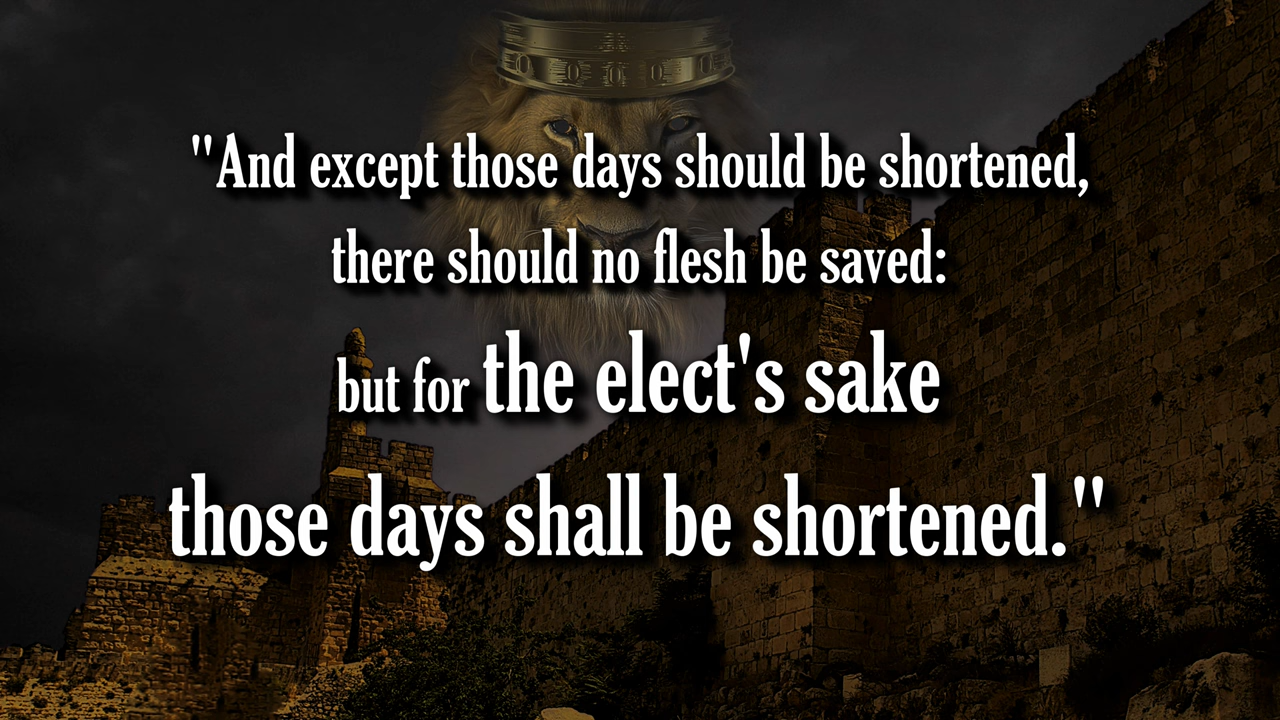 "And except those days should be shortened,
there should no flesh be saved:
but for the elect's sake
those days shall be shortened."